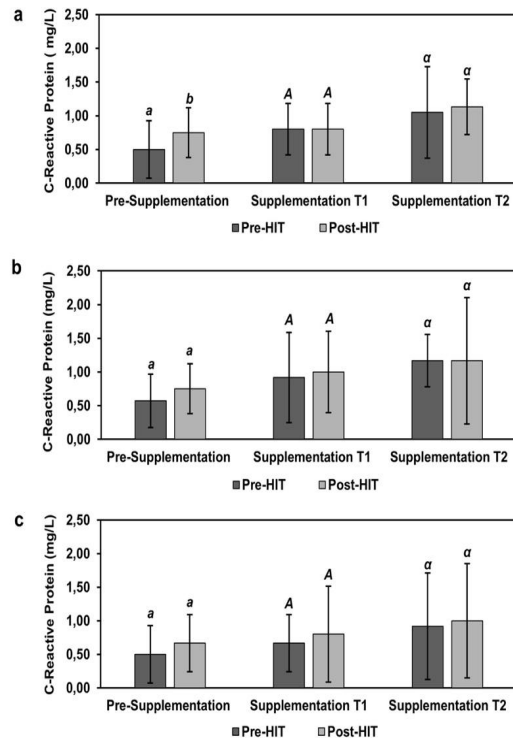 a
C-Reactive Protein ( mg/L)
2,50
2,00
1,50
1,00
0,50
0,00
a b A A α α
Pre-Supplementation Supplementation T1 Supplementation T2
Pre-HIT Post-HIT
b
C-Reactive Protein (mg/L)
2,50
2,00
1,50
1,00
0,50
0,00
a a A A α α
Pre-Supplementation Supplementation T1 Supplementation T2
Pre-HIT Post-HIT
c
C-Reactive Protein (mg/L)
2,50
2,00
1,50
1,00
0,50
0,00
a a A A α α
Pre-Supplementation Supplementation T1 Supplementation T2
Pre-HIT Post-HIT